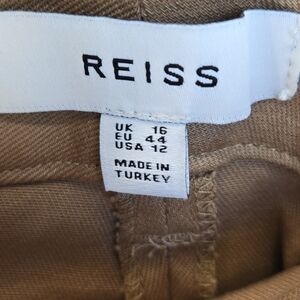 REISS
UK 16
EU 44
USA 12
MADE IN
TURKEY